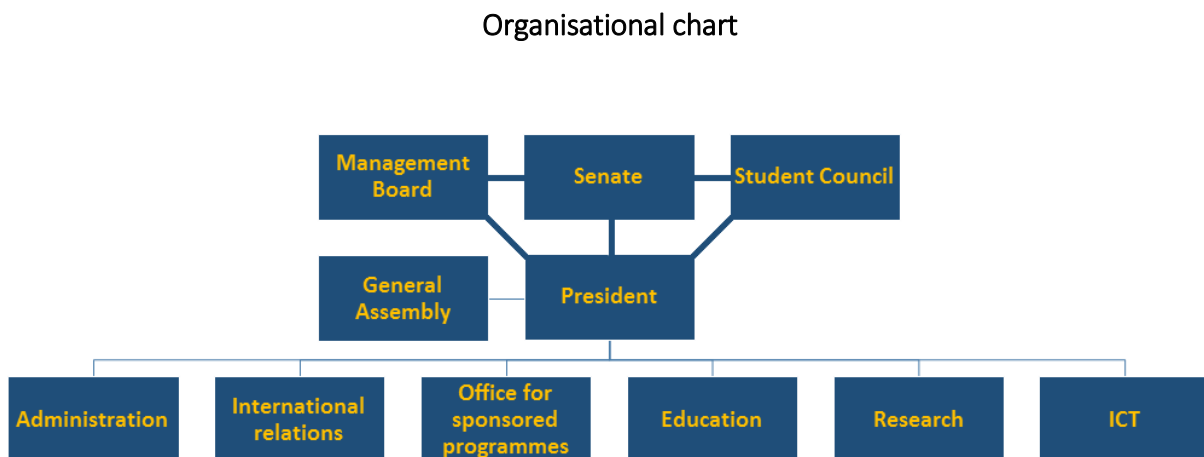 Organisational chart
Management
Board
Senate
Student Council
General
Assembly
President
Administration
International
relations
Office for
sponsored
programmes
Education
Research
ICT